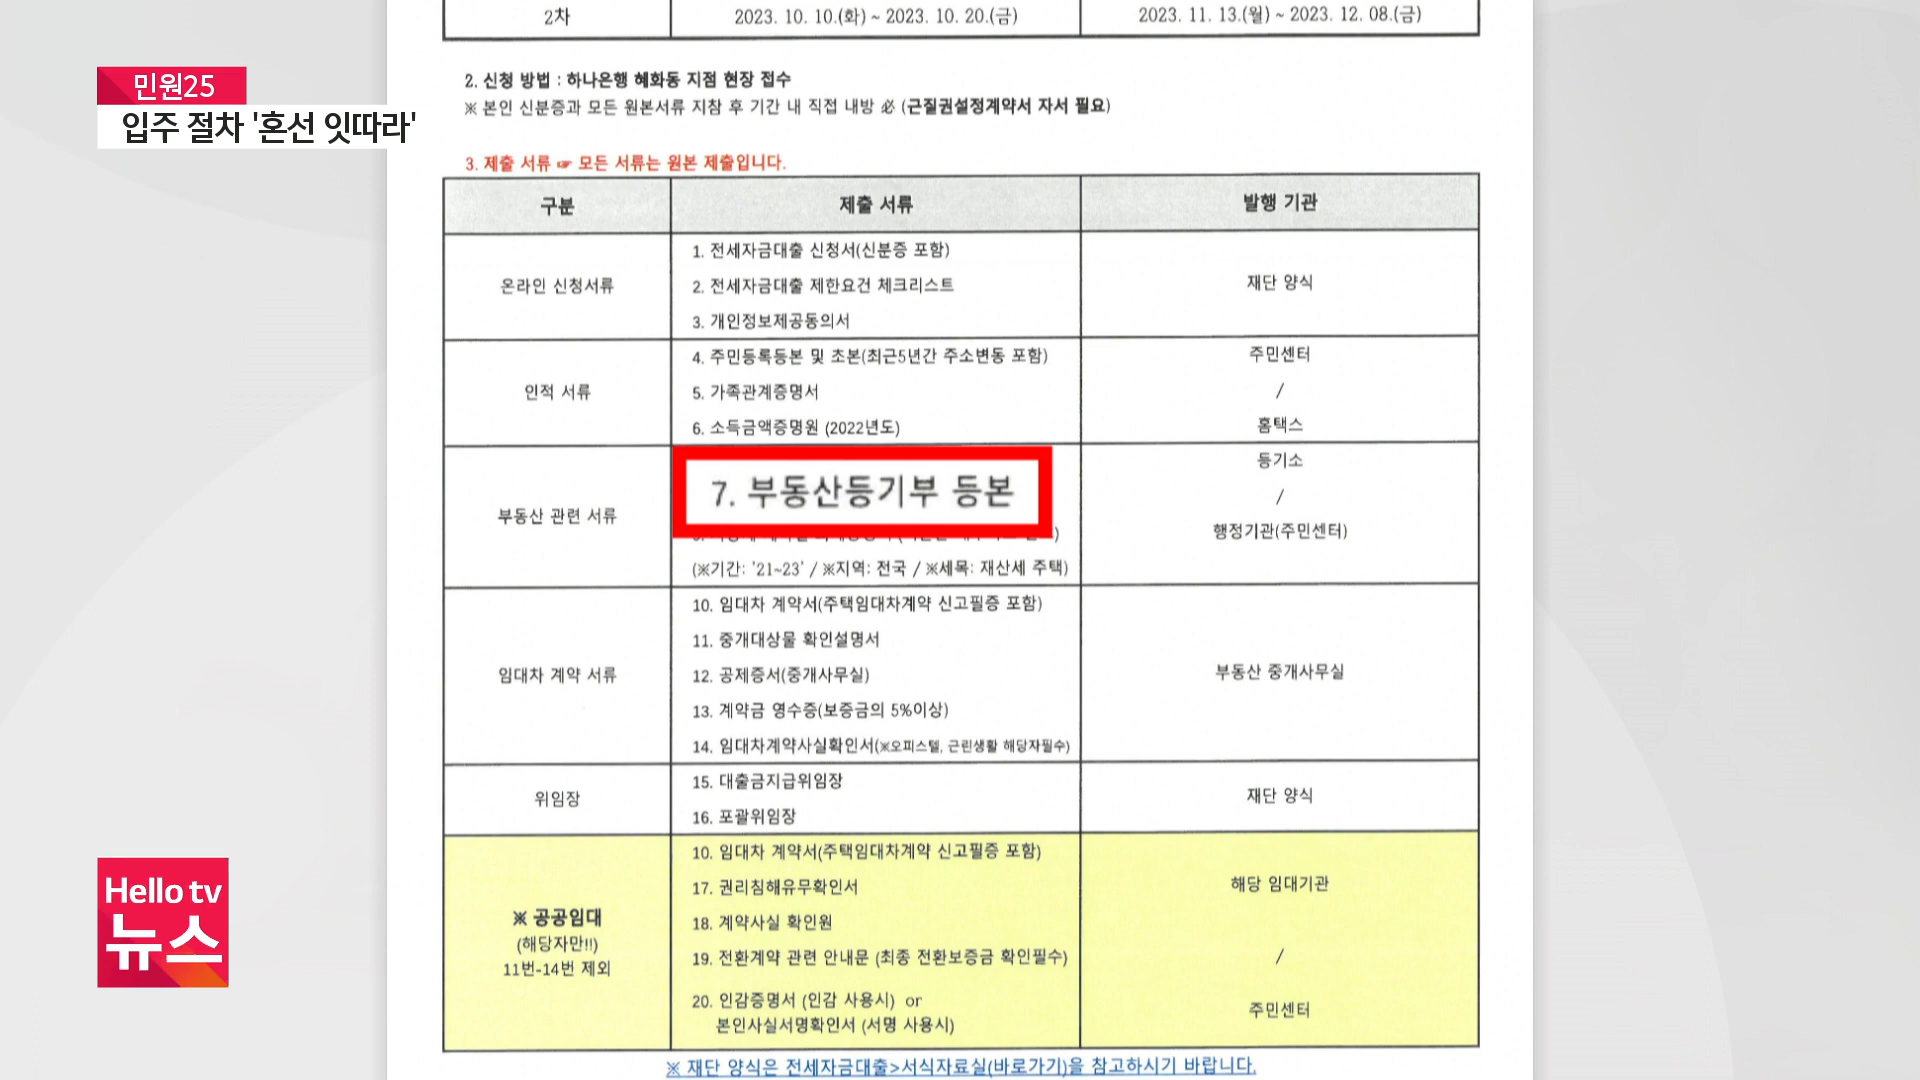 2차 2023. 10. 10.(화) ~ 2023. 10. 20.(금) 2023. 11. 13.(월) ~ 2023. 12. 08.(금)
민원25
입주 절차 '혼선 잇따라'
2. 신청 방법 : 하나은행 혜화동 지점 현장 접수
※ 본인 신분증과 모든 원본서류 지참 후 기간 내 직접 내방 必 (근질권설정계약서 자서 필요)
3. 제출 서류 ☞ 모든 서류는 원본 제출입니다.
구분 제출 서류 발행 기관
온라인 신청서류
1. 전세자금대출 신청서(신분증 포함)
2. 전세자금대출 제한요건 체크리스트
3. 개인정보제공동의서
재단 양식
인적 서류
4. 주민등록등본 및 초본(최근5년간 주소변동 포함)
5. 가족관계증명서
6. 소득금액증명원 (2022년도)
주민센터
/
홈택스
부동산 관련 서류
7. 부동산등기부 등본
(※기간: '21~23' / ※지역: 전국 / ※세목: 재산세 주택)
등기소
/
행정기관(주민센터)
임대차 계약 서류
10. 임대차 계약서(주택임대차계약 신고필증 포함)
11. 중개대상물 확인설명서
12. 공제증서(중개사무실)
13. 계약금 영수증(보증금의 5%이상)
14. 임대차계약사실확인서(※오피스텔, 근린생활 해당자필수)
부동산 중개사무실
위임장
15. 대출금지급위임장
16. 포괄위임장
재단 양식
※ 공공임대
(해당자만!!)
11번-14번 제외
10. 임대차 계약서(주택임대차계약 신고필증 포함)
17. 권리침해유무확인서
18. 계약사실 확인원
19. 전환계약 관련 안내문 (최종 전환보증금 확인필수)
20. 인감증명서 (인감 사용시) or
본인사실서명확인서 (서명 사용시)
해당 임대기관
/
주민센터
※ 재단 양식은 전세자금대출>서식자료실(바로가기)을 참고하시기 바랍니다.
Hello tv
뉴스